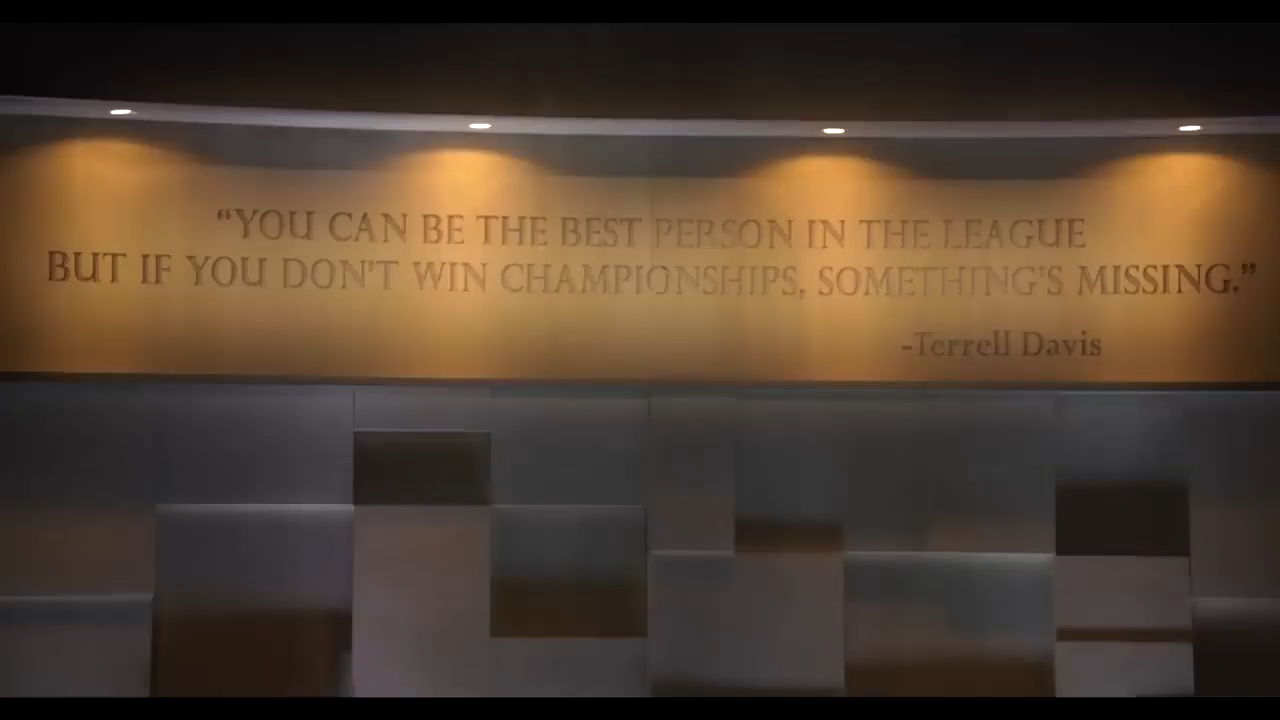 “YOU CAN BE THE BEST PERSON IN THE LEAGUE
BUT IF YOU DON'T WIN CHAMPIONSHIPS, SOMETHING'S MISSING.”
-Terrell Davis